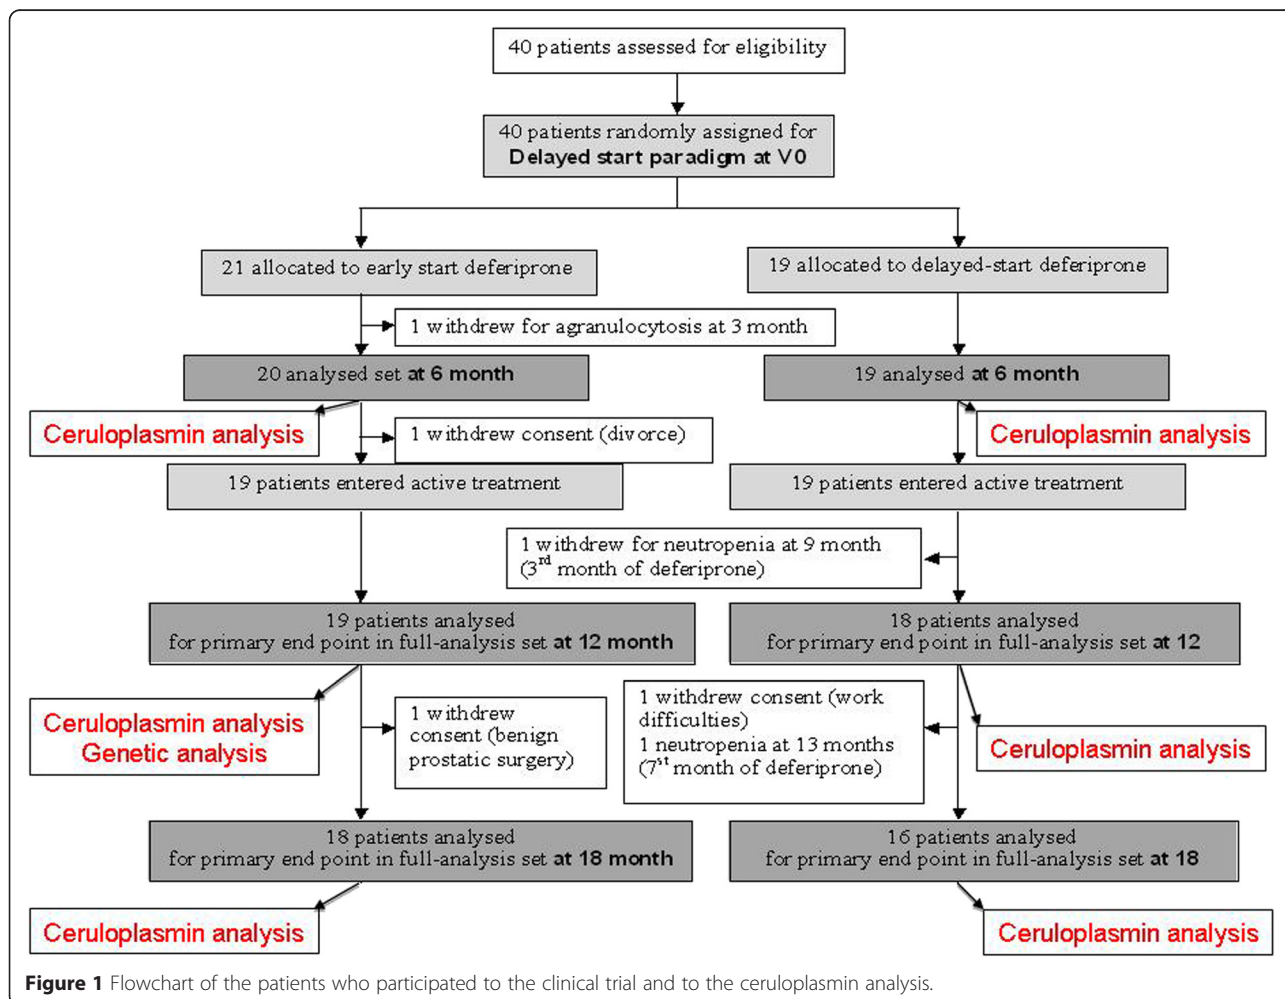 40 patients assessed for eligibility
40 patients randomly assigned for
Delayed start paradigm at V0
21 allocated to early start deferiprone
19 allocated to delayed-start deferiprone
1 withdrew for agranulocytosis at 3 month
20 analysed set at 6 month
19 analysed at 6 month
Ceruloplasmin analysis
1 withdrew consent (divorce)
Ceruloplasmin analysis
19 patients entered active treatment
19 patients entered active treatment
1 withdrew for neutropenia at 9 month
(3rd month of deferiprone)
19 patients analysed
for primary end point in full-analysis set at 12 month
18 patients analysed
for primary end point in full-analysis set at 12
Ceruloplasmin analysis
Genetic analysis
1 withdrew
consent (benign
prostatic surgery)
1 withdrew consent (work
difficulties)
1 neutropenia at 13 months
(7st month of deferiprone)
Ceruloplasmin analysis
18 patients analysed
for primary end point in full-analysis set at 18 month
16 patients analysed
for primary end point in full-analysis set at 18
Ceruloplasmin analysis
Ceruloplasmin analysis
Figure 1 Flowchart of the patients who participated to the clinical trial and to the ceruloplasmin analysis.